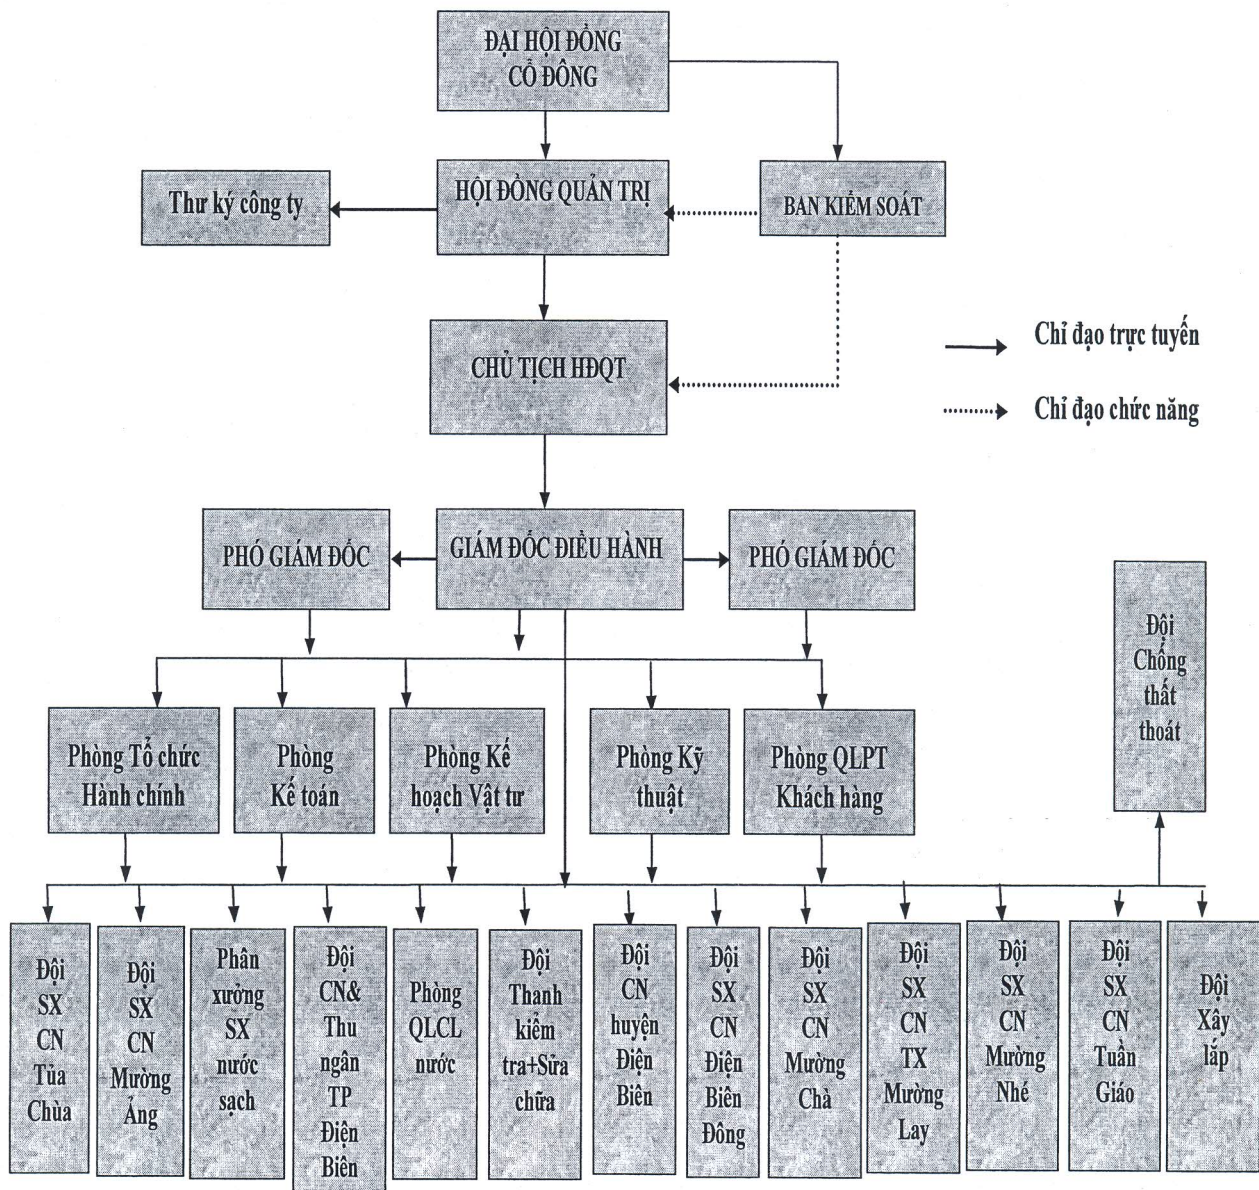 ĐẠI HỘI ĐỒNG
CỔ ĐÔNG
Thư ký công ty
HỘI ĐỒNG QUẢN TRỊ
BAN KIỂM SOÁT
CHỦ TỊCH HĐQT
Chỉ đạo trực tuyến
Chỉ đạo chức năng
PHÓ GIÁM ĐỐC
GIÁM ĐỐC ĐIỀU HÀNH
PHÓ GIÁM ĐỐC
Đội
Chống
thất
thoát
Phòng Tổ chức
Hành chính
Phòng
Kế toán
Phòng Kế
hoạch Vật tư
Phòng Kỹ
thuật
Phòng QLPT
Khách hàng
Đội
SX
CN
Tủa
Chùa
Đội
SX
CN
Mường
Ảng
Phân
xưởng
SX
nước
sạch
Đội
CN&
Thu
ngân
TP
Điện
Biên
Phòng
QLCL
nước
Đội
Thanh
kiểm
tra+Sửa
chữa
Đội
CN
huyện
Điện
Biên
Đội
SX
CN
Điện
Biên
Đông
Đội
SX
CN
Mường
Chà
Đội
SX
CN
TX
Mường
Lay
Đội
SX
CN
Mường
Nhé
Đội
SX
CN
Tuần
Giáo
Đội
Xây
lắp